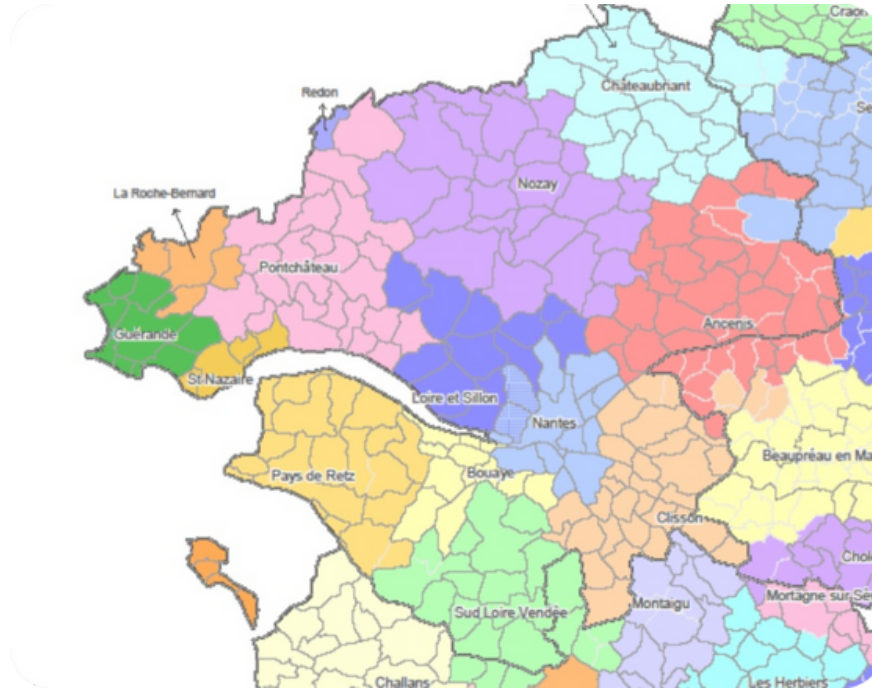 Craon
Châteaubriant
Redon
Nozay
La Roche-Bernard
Pontchâteau
Guérande
Ancenis
St Nazaire
Loire et Sillon
Nantes
Pays de Retz
Bouaye
Beaupréau en Ma
Clisson
Sud Loire Vendée
Montaigu
Mortagne sur Sèv
Challans
Les Herbiers